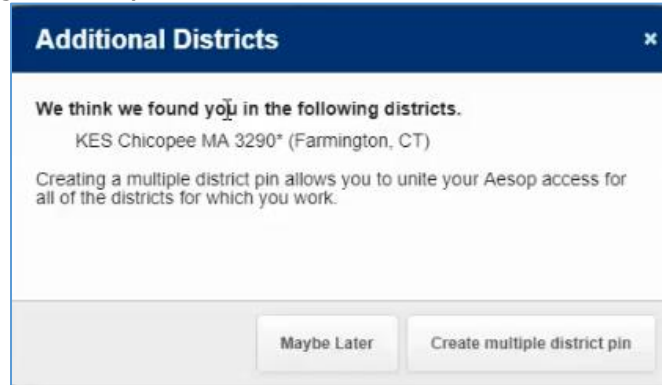 Additional Districts
×
We think we found you in the following districts.
KES Chicopee MA 3290* (Farmington, CT)
Creating a multiple district pin allows you to unite your Aesop access for
all of the districts for which you work.
Maybe Later
Create multiple district pin